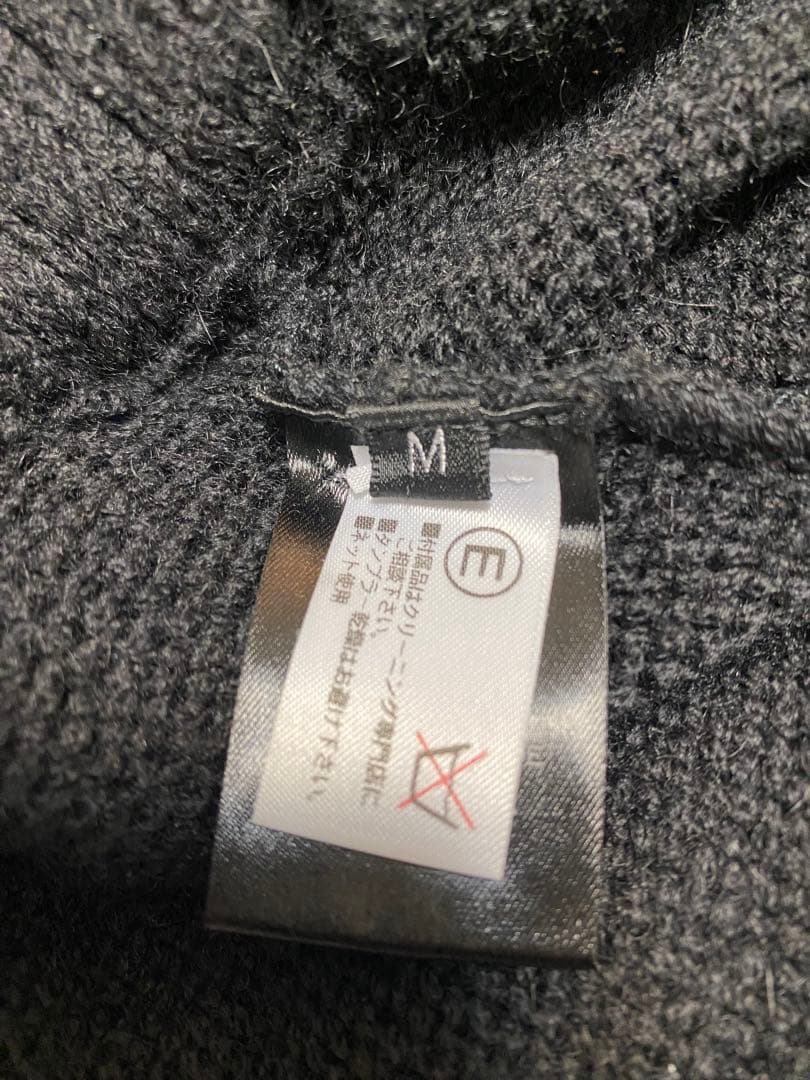 M
E
■付属品はクリーニング専門店に
ご相談下さい。
■タンブラー乾燥はお避け下さい。
■ネット使用